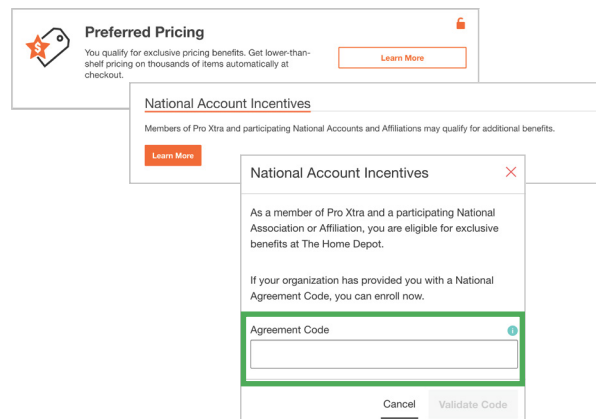 Preferred Pricing
You qualify for exclusive pricing benefits. Get lower-than-
shelf pricing on thousands of items automatically at
checkout.
Learn More
National Account Incentives
Members of Pro Xtra and participating National Accounts and Affiliations may qualify for additional benefits.
Learn More
National Account Incentives
As a member of Pro Xtra and a participating National
Association or Affiliation, you are eligible for exclusive
benefits at The Home Depot.
If your organization has provided you with a National
Agreement Code, you can enroll now.
Agreement Code
i
Cancel
Validate Code